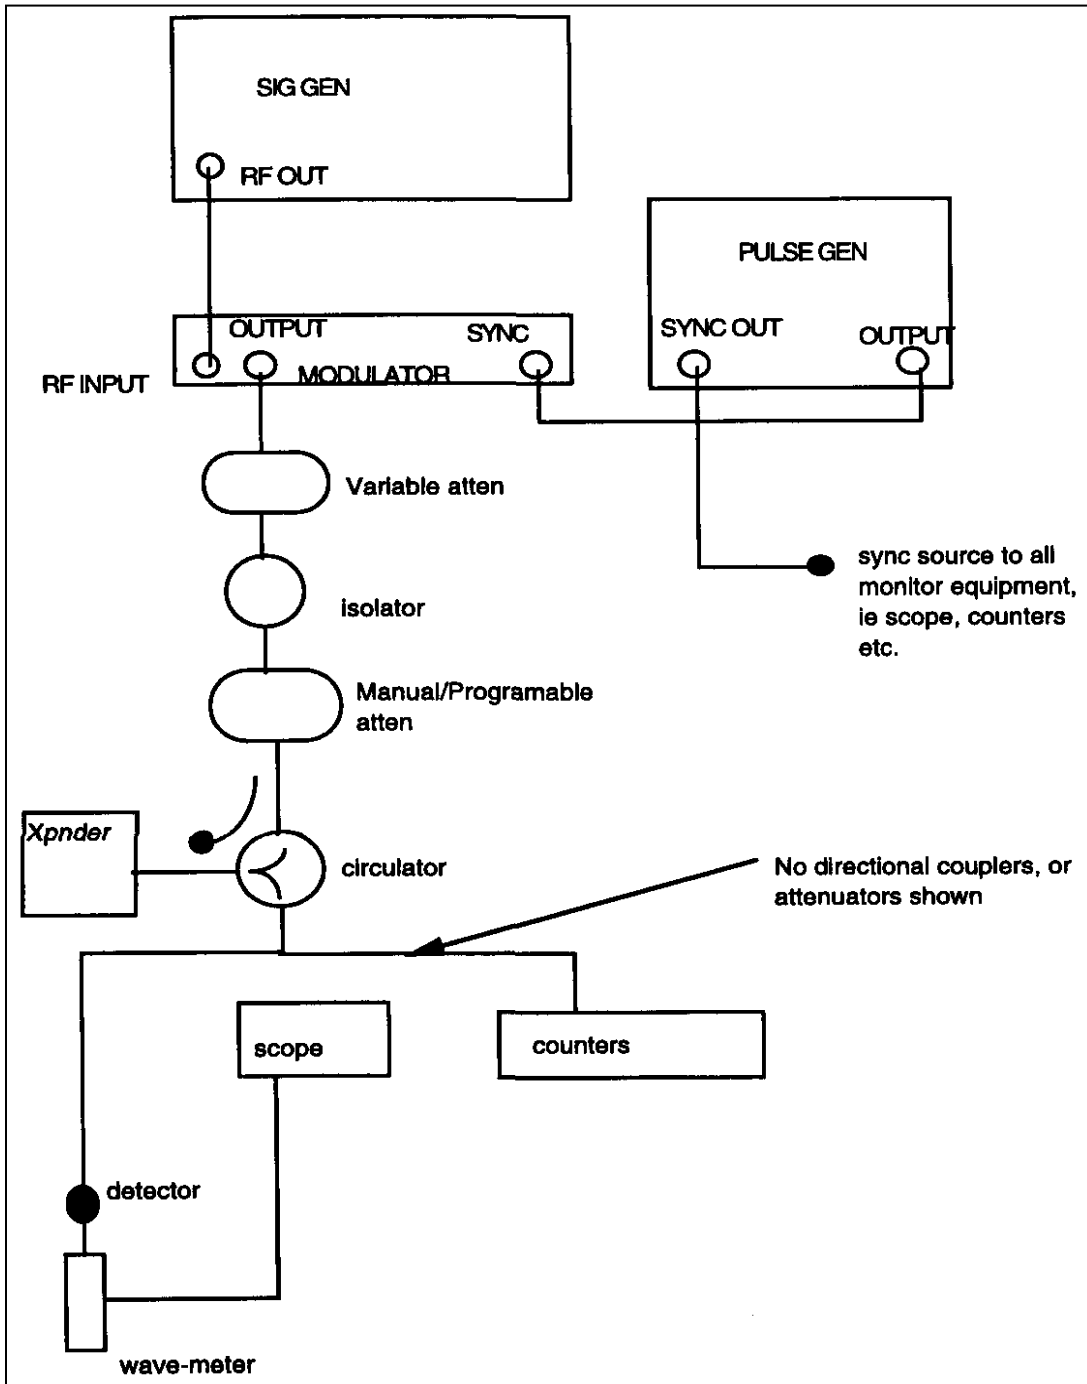 SIG GEN
RF OUT
PULSE GEN
SYNC OUT
OUTPUT
OUTPUT
SYNC
MODULATOR
RF INPUT
Variable atten
isolator
sync source to all
monitor equipment,
ie scope, counters
etc.
Manual/Programable
atten
Xpnder
circulator
No directional couplers, or
attenuators shown
scope
counters
detector
wave-meter